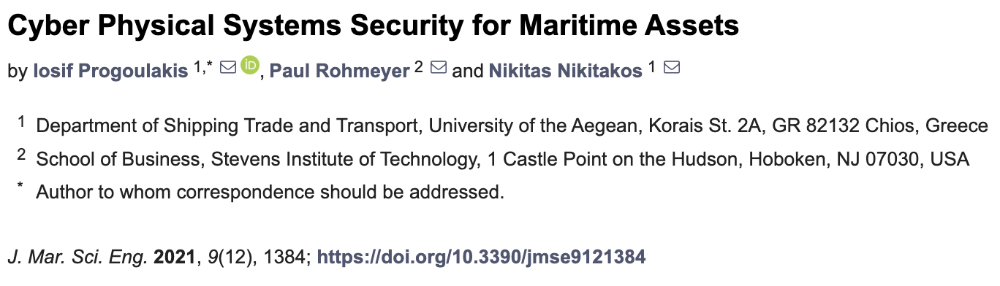 Cyber Physical Systems Security for Maritime Assets
by Iosif Progoulakis 1,* iD, Paul Rohmeyer 2 and Nikitas Nikitakos 1
1 Department of Shipping Trade and Transport, University of the Aegean, Korais St. 2A, GR 82132 Chios, Greece
2 School of Business, Stevens Institute of Technology, 1 Castle Point on the Hudson, Hoboken, NJ 07030, USA
* Author to whom correspondence should be addressed.
J. Mar. Sci. Eng. 2021, 9(12), 1384; https://doi.org/10.3390/jmse9121384